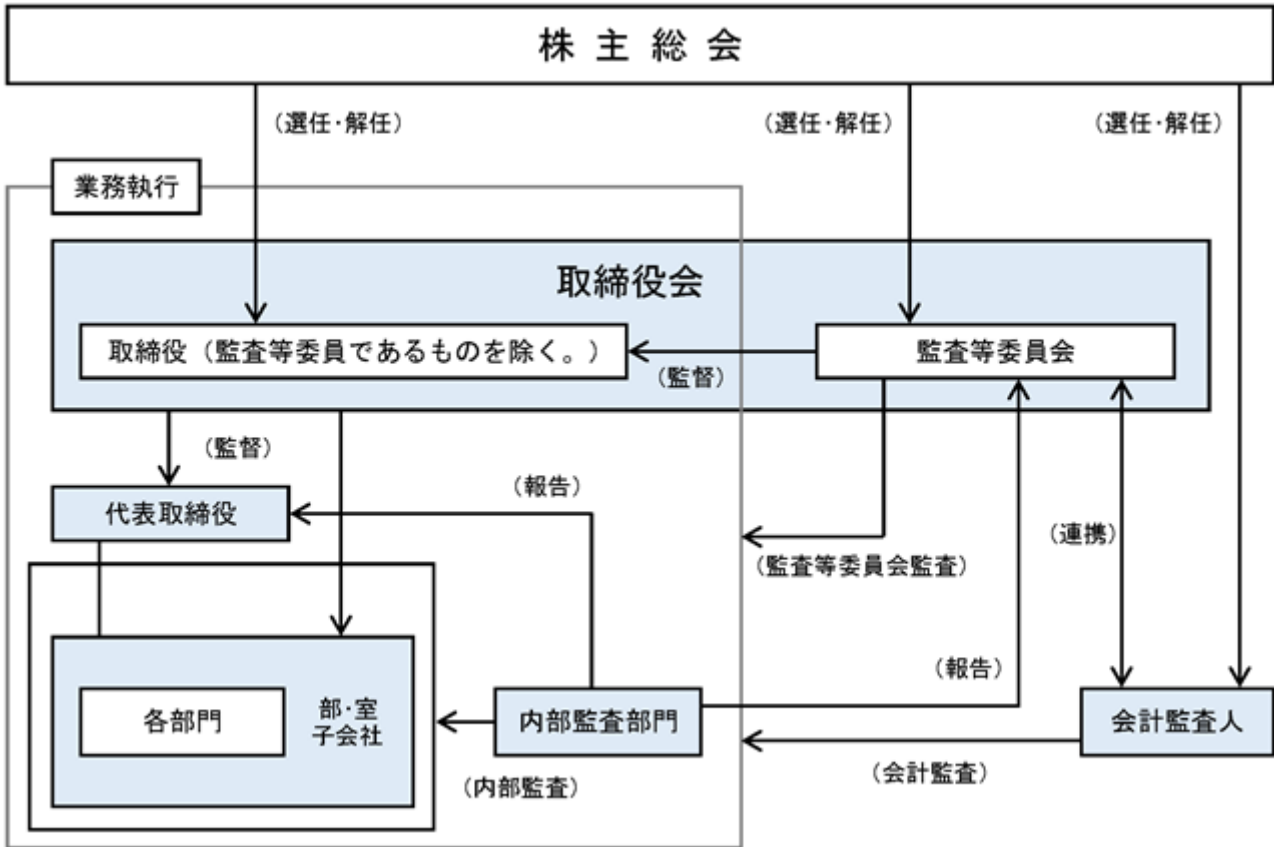 株主総会
(選任・解任)
(選任・解任)
(選任・解任)
業務執行
取締役会
取締役(監査等委員であるものを除く。)
監査等委員会
(監督)
(監督)
代表取締役
(報告)
(連携)
(監査等委員会監査)
(報告)
各部門
部・室
子会社
内部監査部門
会計監査人
(会計監査)
(内部監査)